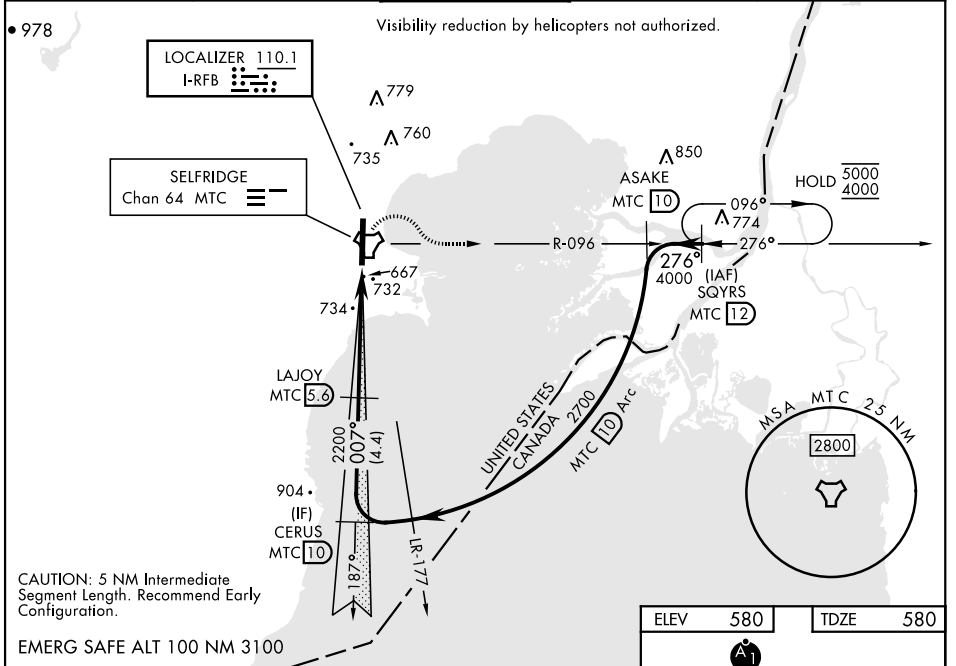 978
Visibility reduction by helicopters not authorized.
LOCALIZER 110.1
I-RFB
779
760
735
SELFRIDGE
Chan 64 MTC
850
ASAKE
MTC 10
HOLD 5000
4000
096°
774
R-096
276°
276°
4000
(IAF)
SQYRS
MTC 12
667
732
734
LAJOY
MTC 5.6
2200
007°
(4.4)
UNITED STATES
CANADA
2700
MTC 10 Arc
MSA MTC 25 NM
2800
904
(IF)
CERUS
MTC 10
187°
LR-177
CAUTION: 5 NM Intermediate
Segment Length. Recommend Early
Configuration.
EMERG SAFE ALT 100 NM 3100
ELEV 580
TDZE 580
A1